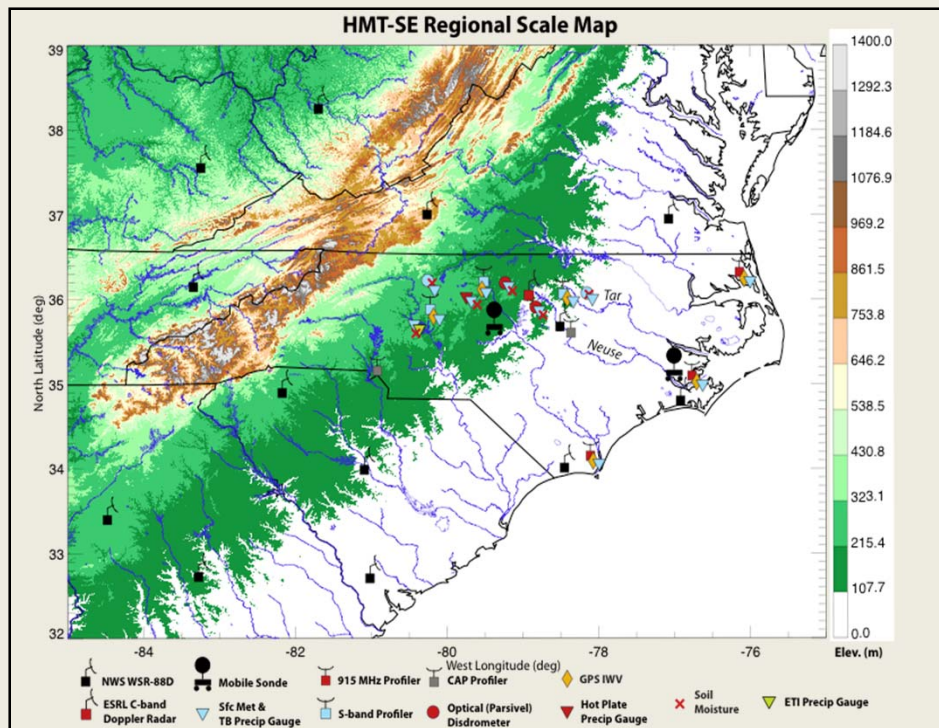 HMT-SE Regional Scale Map
39
38
37
36
35
34
33
32
North Latitude (deg)
-84
-82
-80
-78
-76
West Longitude (deg)
Tar
Neuse
1400.0
1292.3
1184.6
1076.9
969.2
861.5
753.8
646.2
538.5
430.8
323.1
215.4
107.7
0.0
Elev. (m)
NWS WSR-88D
Mobile Sonde
915 MHz Profiler
CAP Profiler
GPS IWV
ESRL C-band
Doppler Radar
Sfc Met &
TB Precip Gauge
S-band Profiler
Optical (Parsivel)
Disdrometer
Hot Plate
Precip Gauge
Soil
Moisture
ETI Precip Gauge